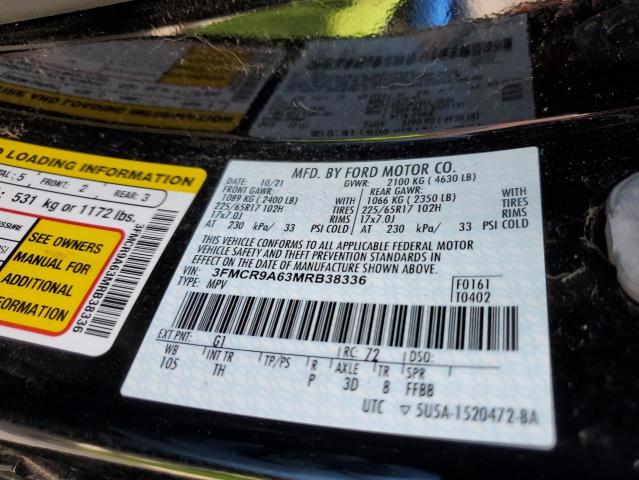 LOADING INFORMATION
5 FRONT: 2 REAR: 3
531 kg or 1172 lbs.
SEE OWNERS
MANUAL FOR
ADDITIONAL
INFORMATION
3FMCR9A63MRB38336
MFD. BY FORD MOTOR CO.
DATE: 10/21 GVWR: 2100 KG ( 4630 LB)
FRONT GAWR: REAR GAWR:
1089 KG ( 2400 LB) WITH 1066 KG ( 2350 LB) WITH
225/65R17 102H TIRES 225/65R17 102H TIRES
17x7.0J RIMS 17x7.0J RIMS
AT 230 kPa/ 33 PSI COLD AT 230 kPa/ 33 PSI COLD
CONFORMS TO ALL APPLICABLE FEDERAL MOTOR
VEHICLE SAFETY AND THEFT PREVENTION STANDARDS IN
EFFECT ON THE DATE OF MANUFACTURE SHOWN ABOVE.
VIN: 3FMCR9A63MRB38336
TYPE: MPV
F0161
T0402
EXT PNT: G1 RC: 72 DSO:
WB INT TR TP/PS R AXLE TR SPR
105 TH P 3D 8 FFBB
UTC ▽ 5U5A-1520472-BA